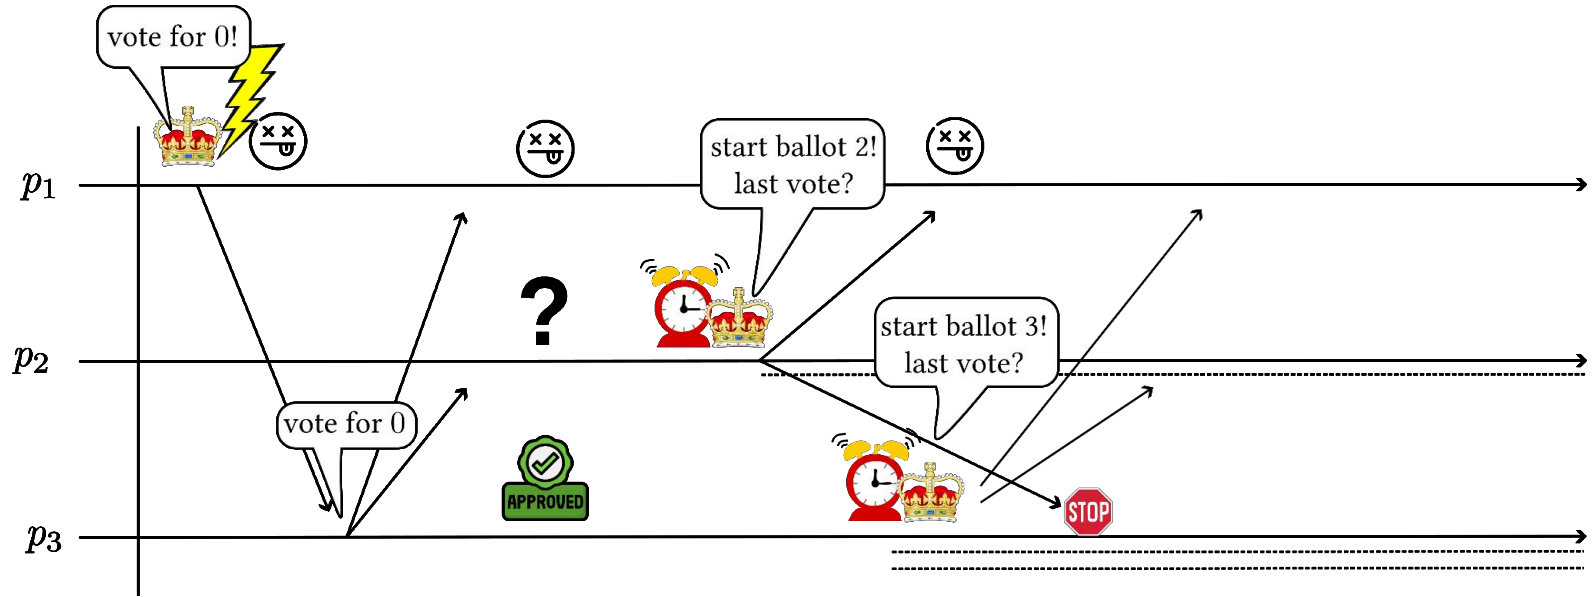 vote for 0!
p1
start ballot 2!
last vote?
?
p2
start ballot 3!
last vote?
vote for 0
APPROVED
STOP
p3